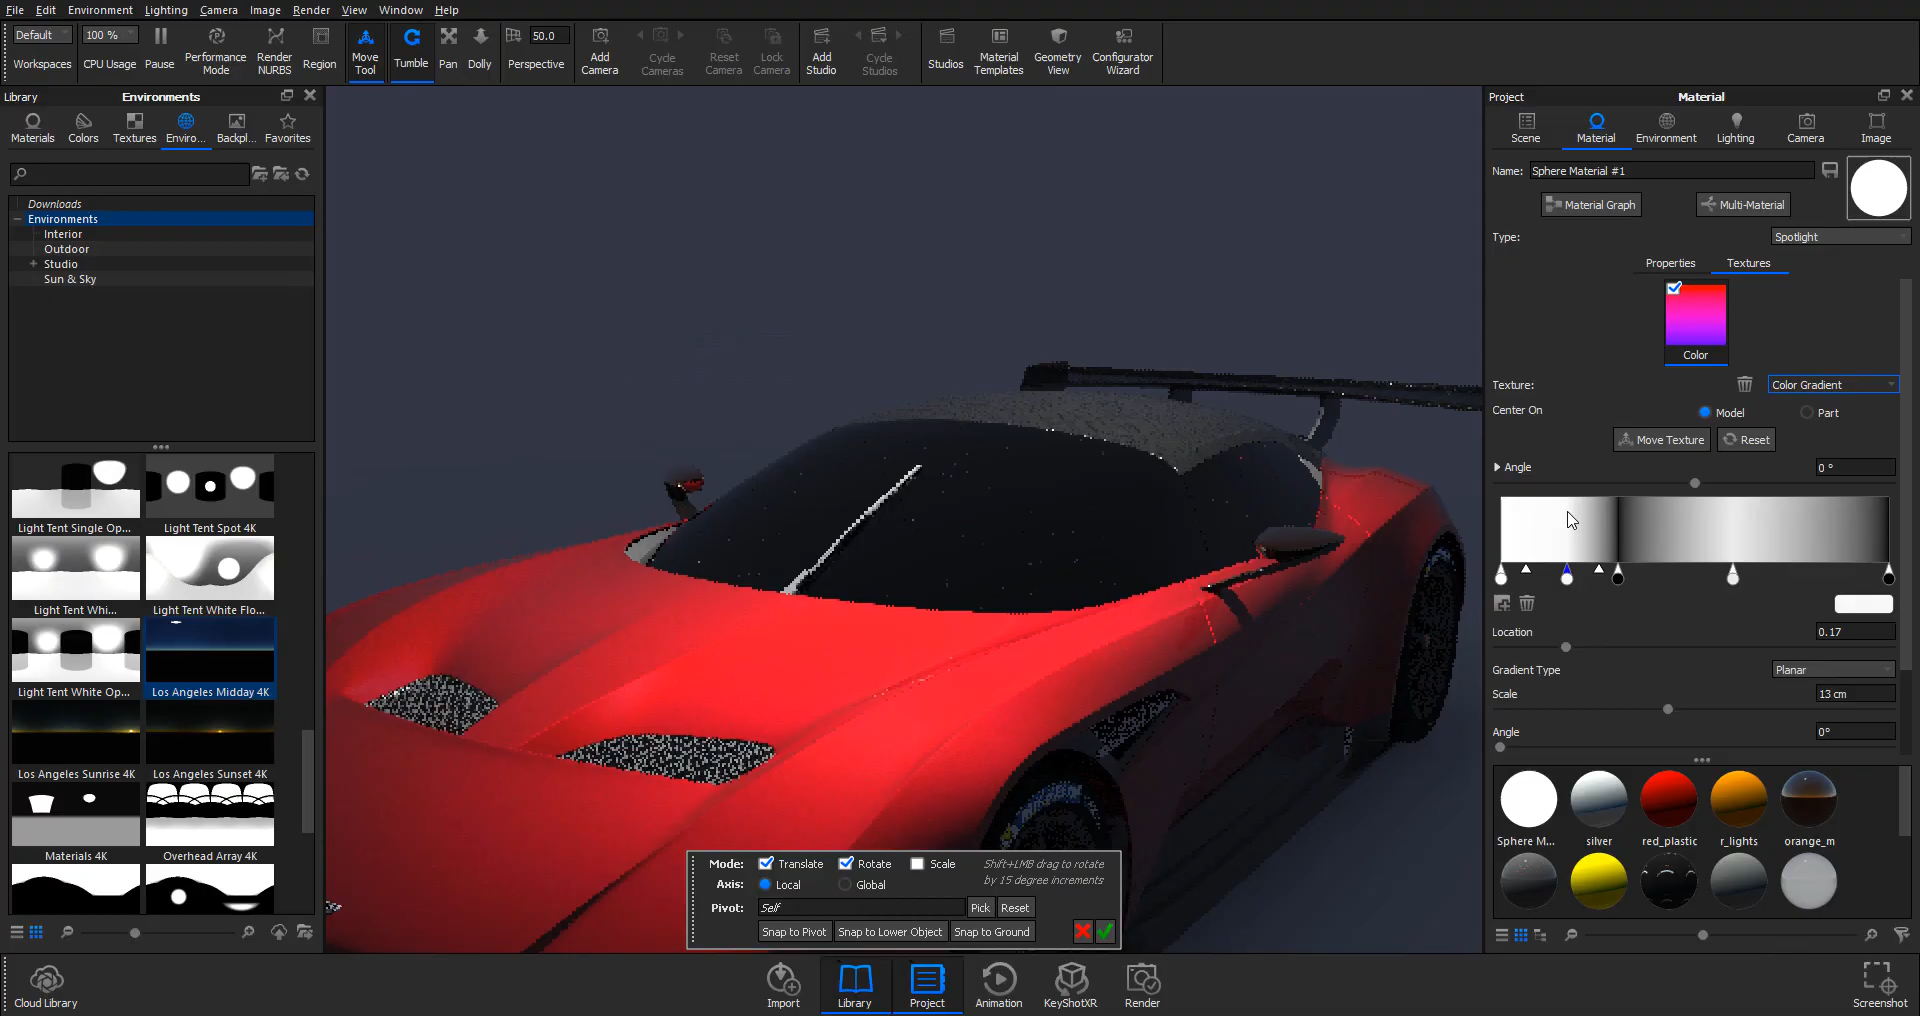 File Edit Environment Lighting Camera Image Render View Window Help
Default 100 % 50.0
Workspaces CPU Usage Pause Performance Mode Render NURBS Region Move Tool Tumble Pan Dolly Perspective Add Camera Cycle Cameras Reset Camera Lock Camera Add Studio Cycle Studios Studios Material Templates Geometry View Configurator Wizard
Library Environments
Materials Colors Textures Enviro... Backpl... Favorites
Downloads
Environments
Interior
Outdoor
Studio
Sun & Sky
Light Tent Single Op... Light Tent Spot 4K
Light Tent Whi... Light Tent White Flo...
Light Tent White Op... Los Angeles Midday 4K
Los Angeles Sunrise 4K Los Angeles Sunset 4K
Materials 4K Overhead Array 4K
Mode: Translate Rotate Scale Shift+LMB drag to rotate
by 15 degree increments
Axis: Local Global
Pivot: Self Pick Reset
Snap to Pivot Snap to Lower Object Snap to Ground
Project Material
Scene Material Environment Lighting Camera Image
Name: Sphere Material #1
Material Graph Multi-Material
Type: Spotlight
Properties Textures
Color
Texture: Color Gradient
Center On Model Part
Move Texture Reset
Angle 0 °
Location 0.17
Gradient Type Planar
Scale 13 cm
Angle 0°
Sphere M... silver red_plastic r_lights orange_m
Cloud Library Import Library Project Animation KeyShotXR Render Screenshot